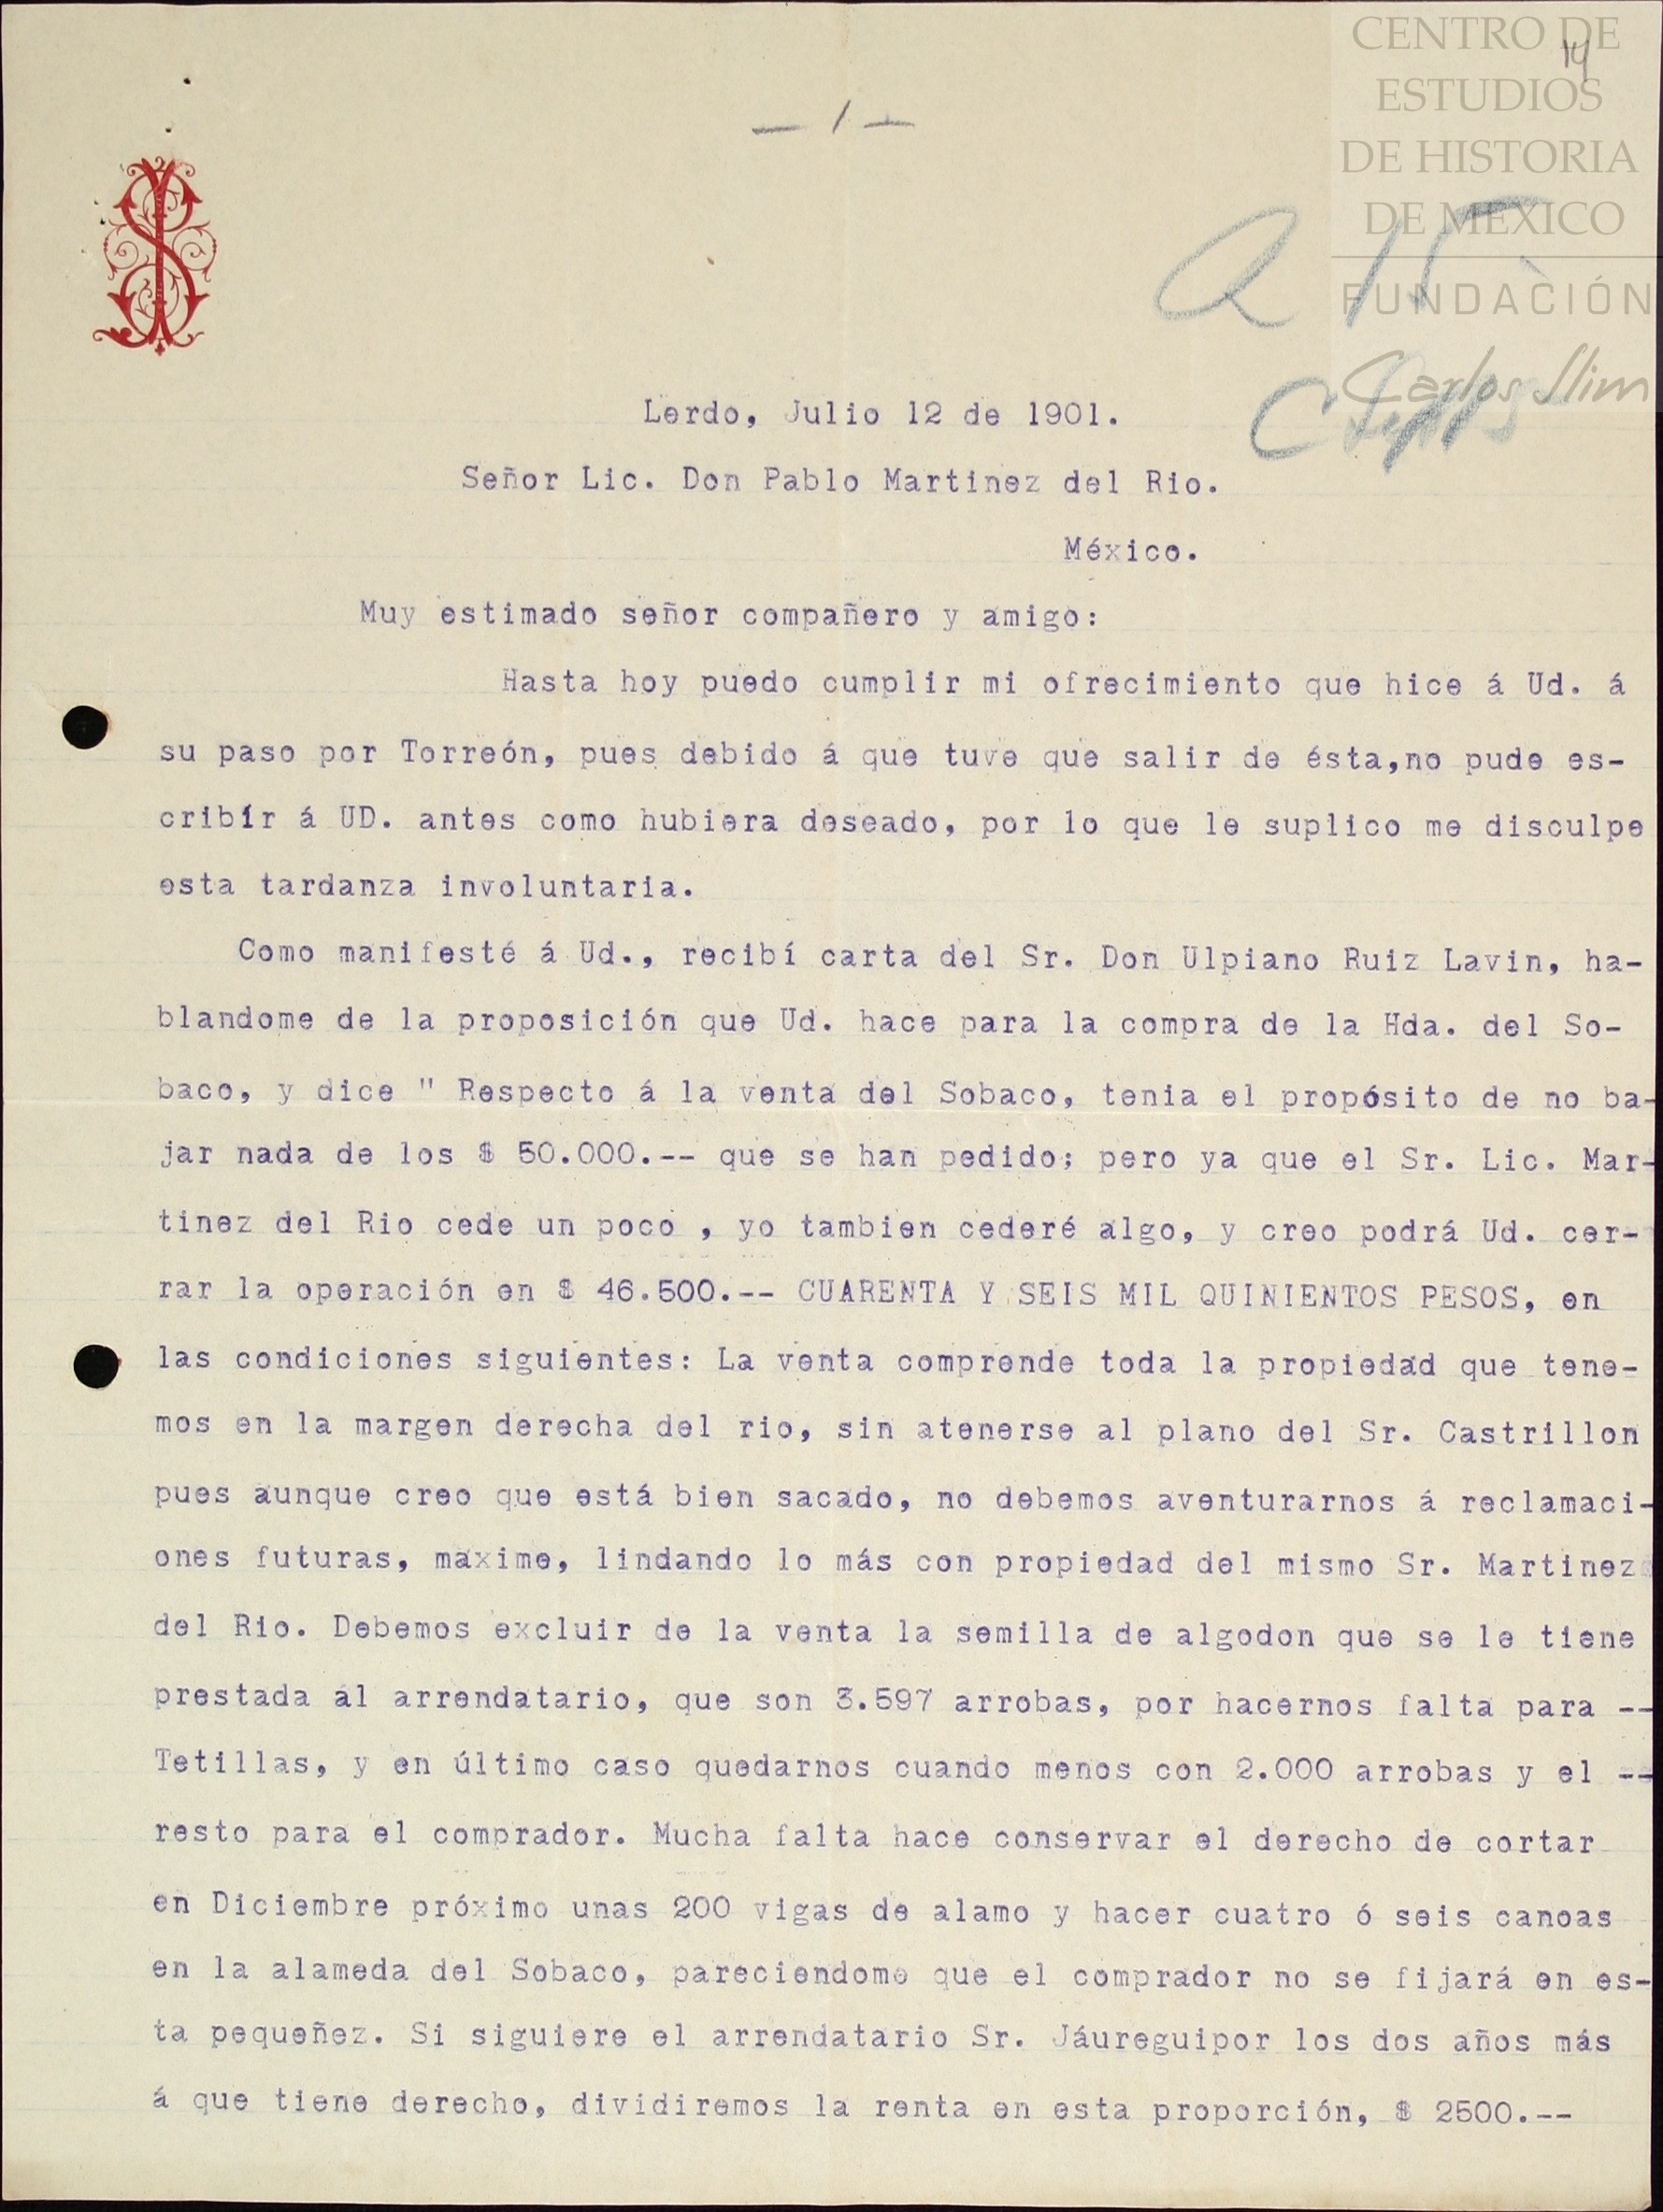 CENTRO DE
ESTUDIOS
DE HISTORIA
DE MÉXICO
FUNDACIÓN
Carlos Slim
14
— 1 —
Lerdo, Julio 12 de 1901.
Señor Lic. Don Pablo Martinez del Rio.
México.
Muy estimado señor compañero y amigo:
Hasta hoy puedo cumplir mi ofrecimiento que hice á Ud. á
su paso por Torreón, pues debido á que tuve que salir de ésta,no pude es-
cribír á UD. antes como hubiera deseado, por lo que le suplico me disculpe
esta tardanza involuntaria.
Como manifesté á Ud., recibí carta del Sr. Don Ulpiano Ruiz Lavin, ha-
blandome de la proposición que Ud. hace para la compra de la Hda. del So-
baco, y dice " Respecto á la venta del Sobaco, tenia el propósito de no ba-
jar nada de los $ 50.000.-- que se han pedido; pero ya que el Sr. Lic. Mar-
tinez del Rio cede un poco , yo tambien cederé algo, y creo podrá Ud. cer-
rar la operación en $ 46.500.-- CUARENTA Y SEIS MIL QUINIENTOS PESOS, en
las condiciones siguientes: La venta comprende toda la propiedad que tene-
mos en la margen derecha del rio, sin atenerse al plano del Sr. Castrillon
pues aunque creo que está bien sacado, no debemos aventurarnos á reclamaci-
ones futuras, maxime, lindando lo más con propiedad del mismo Sr. Martinez
del Rio. Debemos excluir de la venta la semilla de algodon que se le tiene
prestada al arrendatario, que son 3.597 arrobas, por hacernos falta para --
Tetillas, y en último caso quedarnos cuando menos con 2.000 arrobas y el --
resto para el comprador. Mucha falta hace conservar el derecho de cortar
en Diciembre próximo unas 200 vigas de alamo y hacer cuatro ó seis canoas
en la alameda del Sobaco, pareciendome que el comprador no se fijará en es-
ta pequeñez. Si siguiere el arrendatario Sr. Jáureguipor los dos años más
á que tiene derecho, dividiremos la renta en esta proporción, $ 2500.--